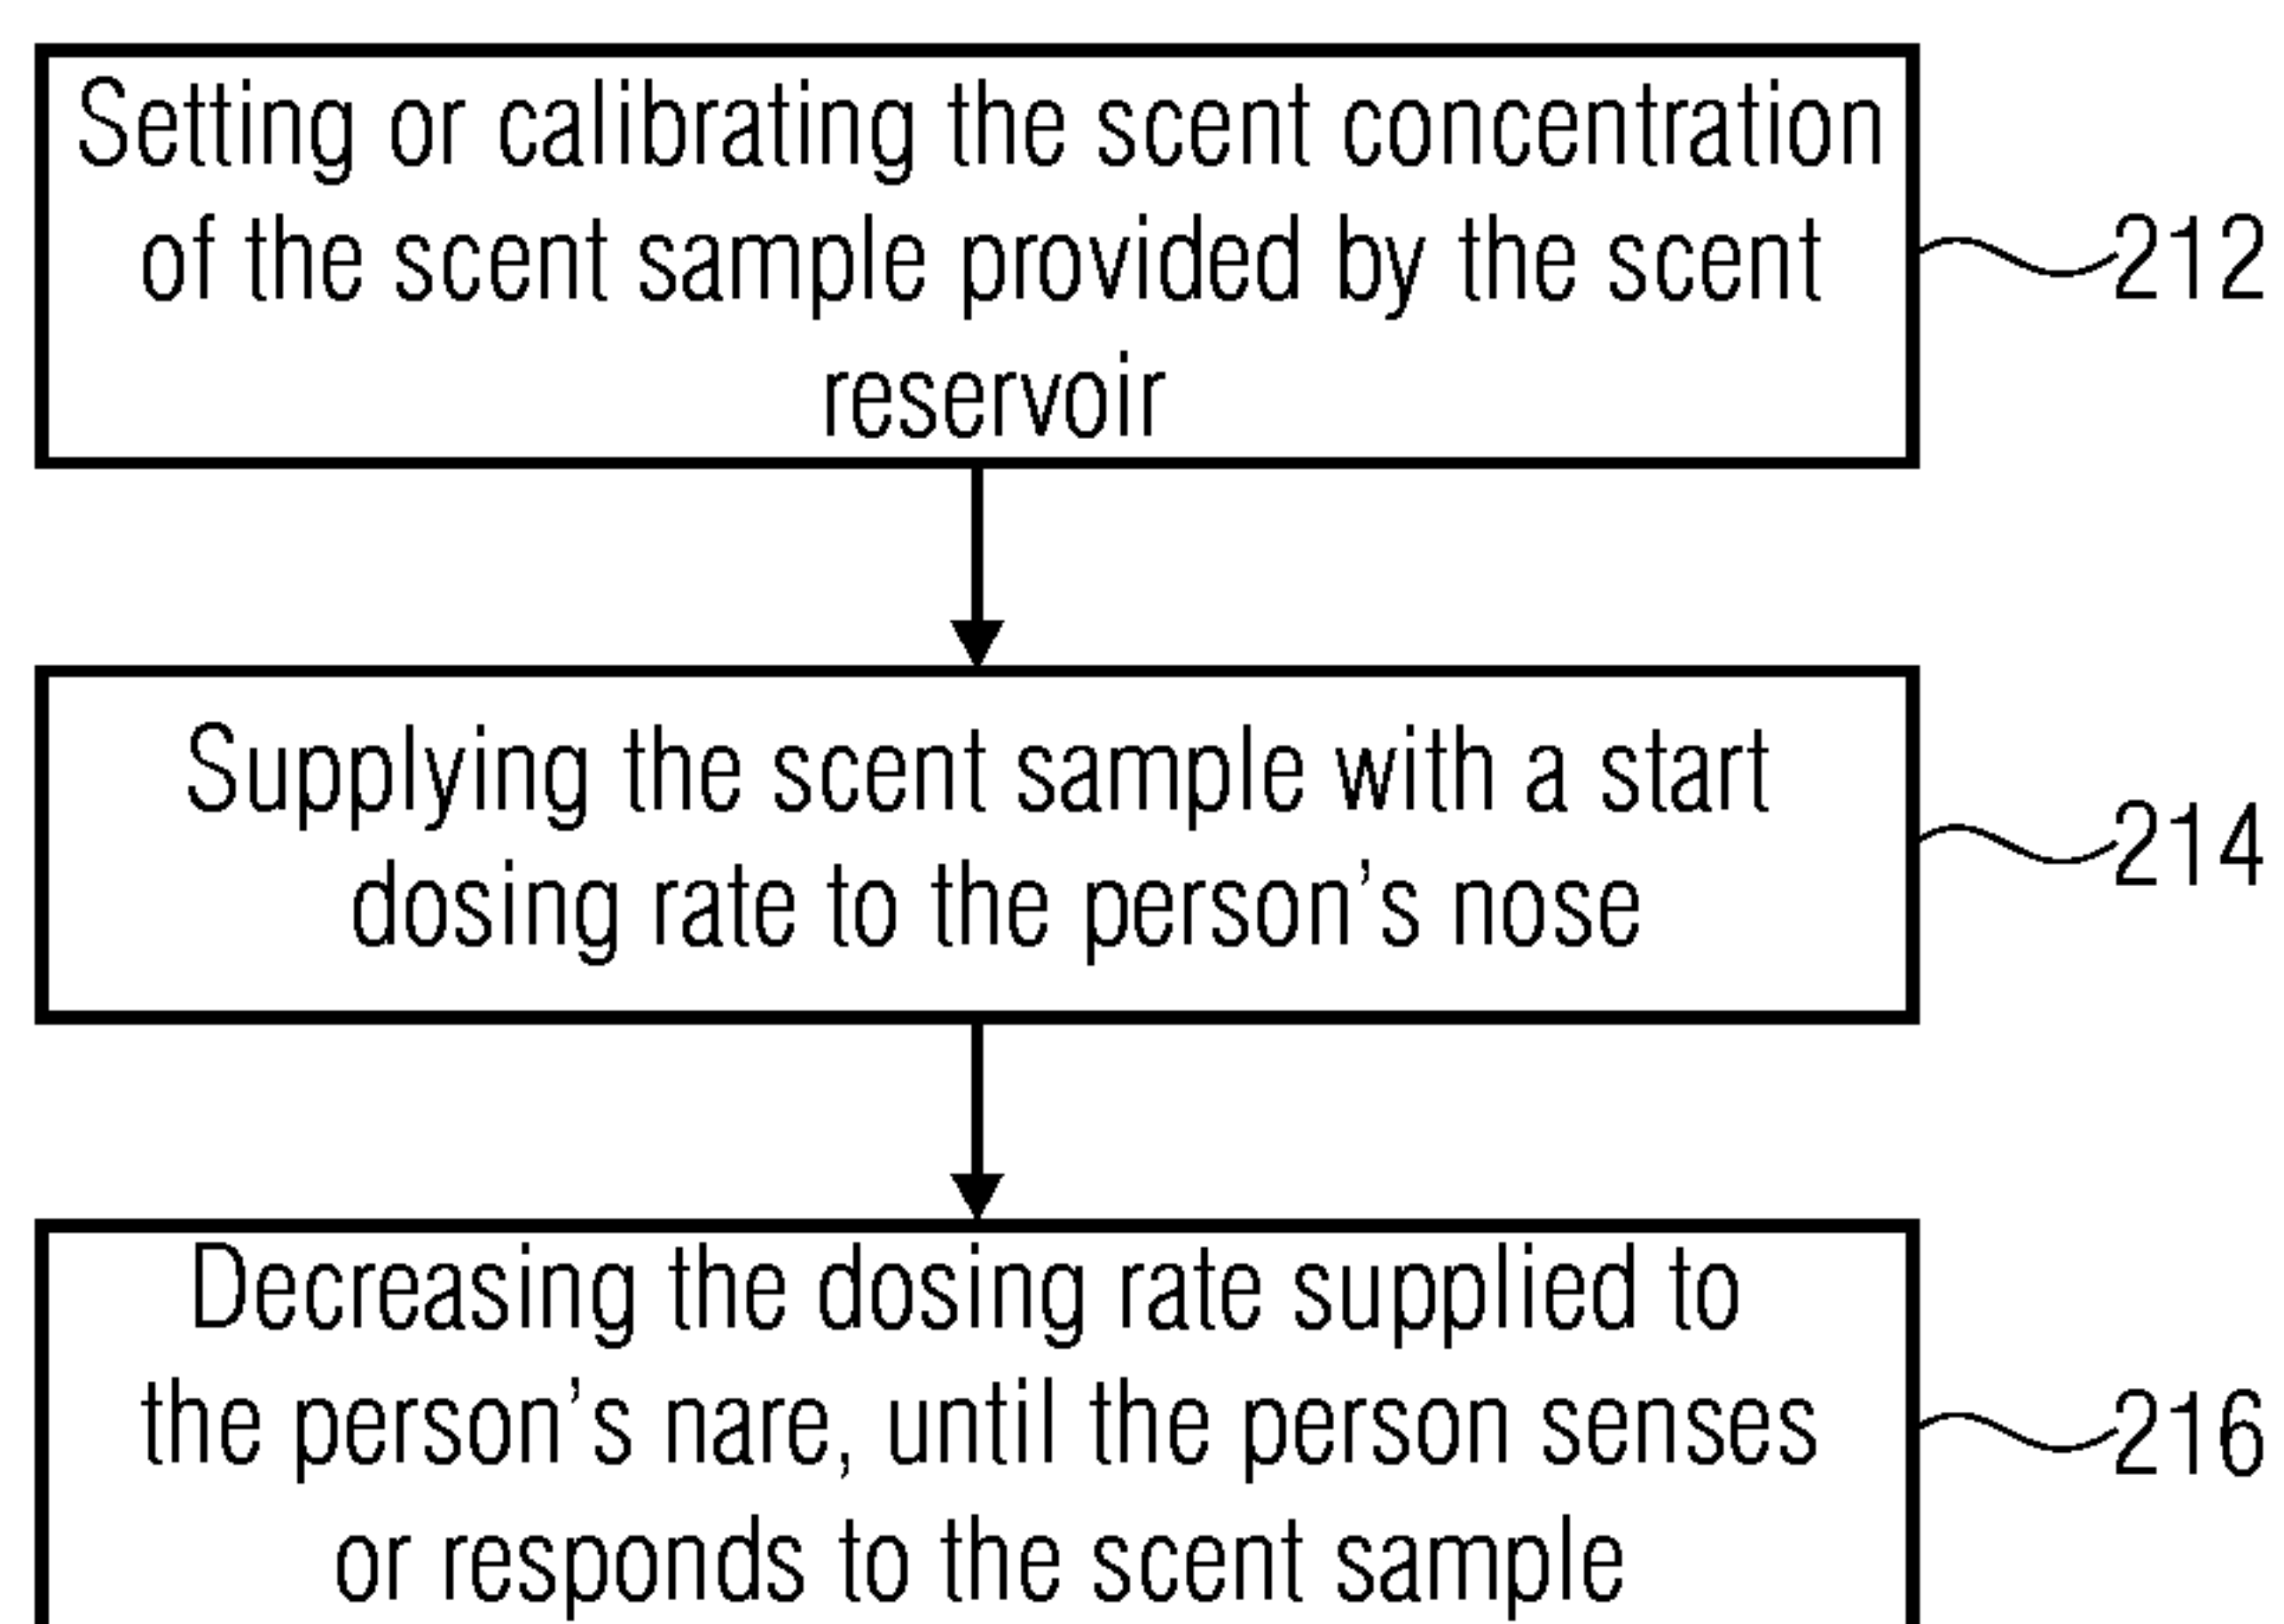 Setting or calibrating the scent concentration
of the scent sample provided by the scent
reservoir
212
Supplying the scent sample with a start
dosing rate to the person's nose
214
Decreasing the dosing rate supplied to
the person's nare, until the person senses
or responds to the scent sample
216